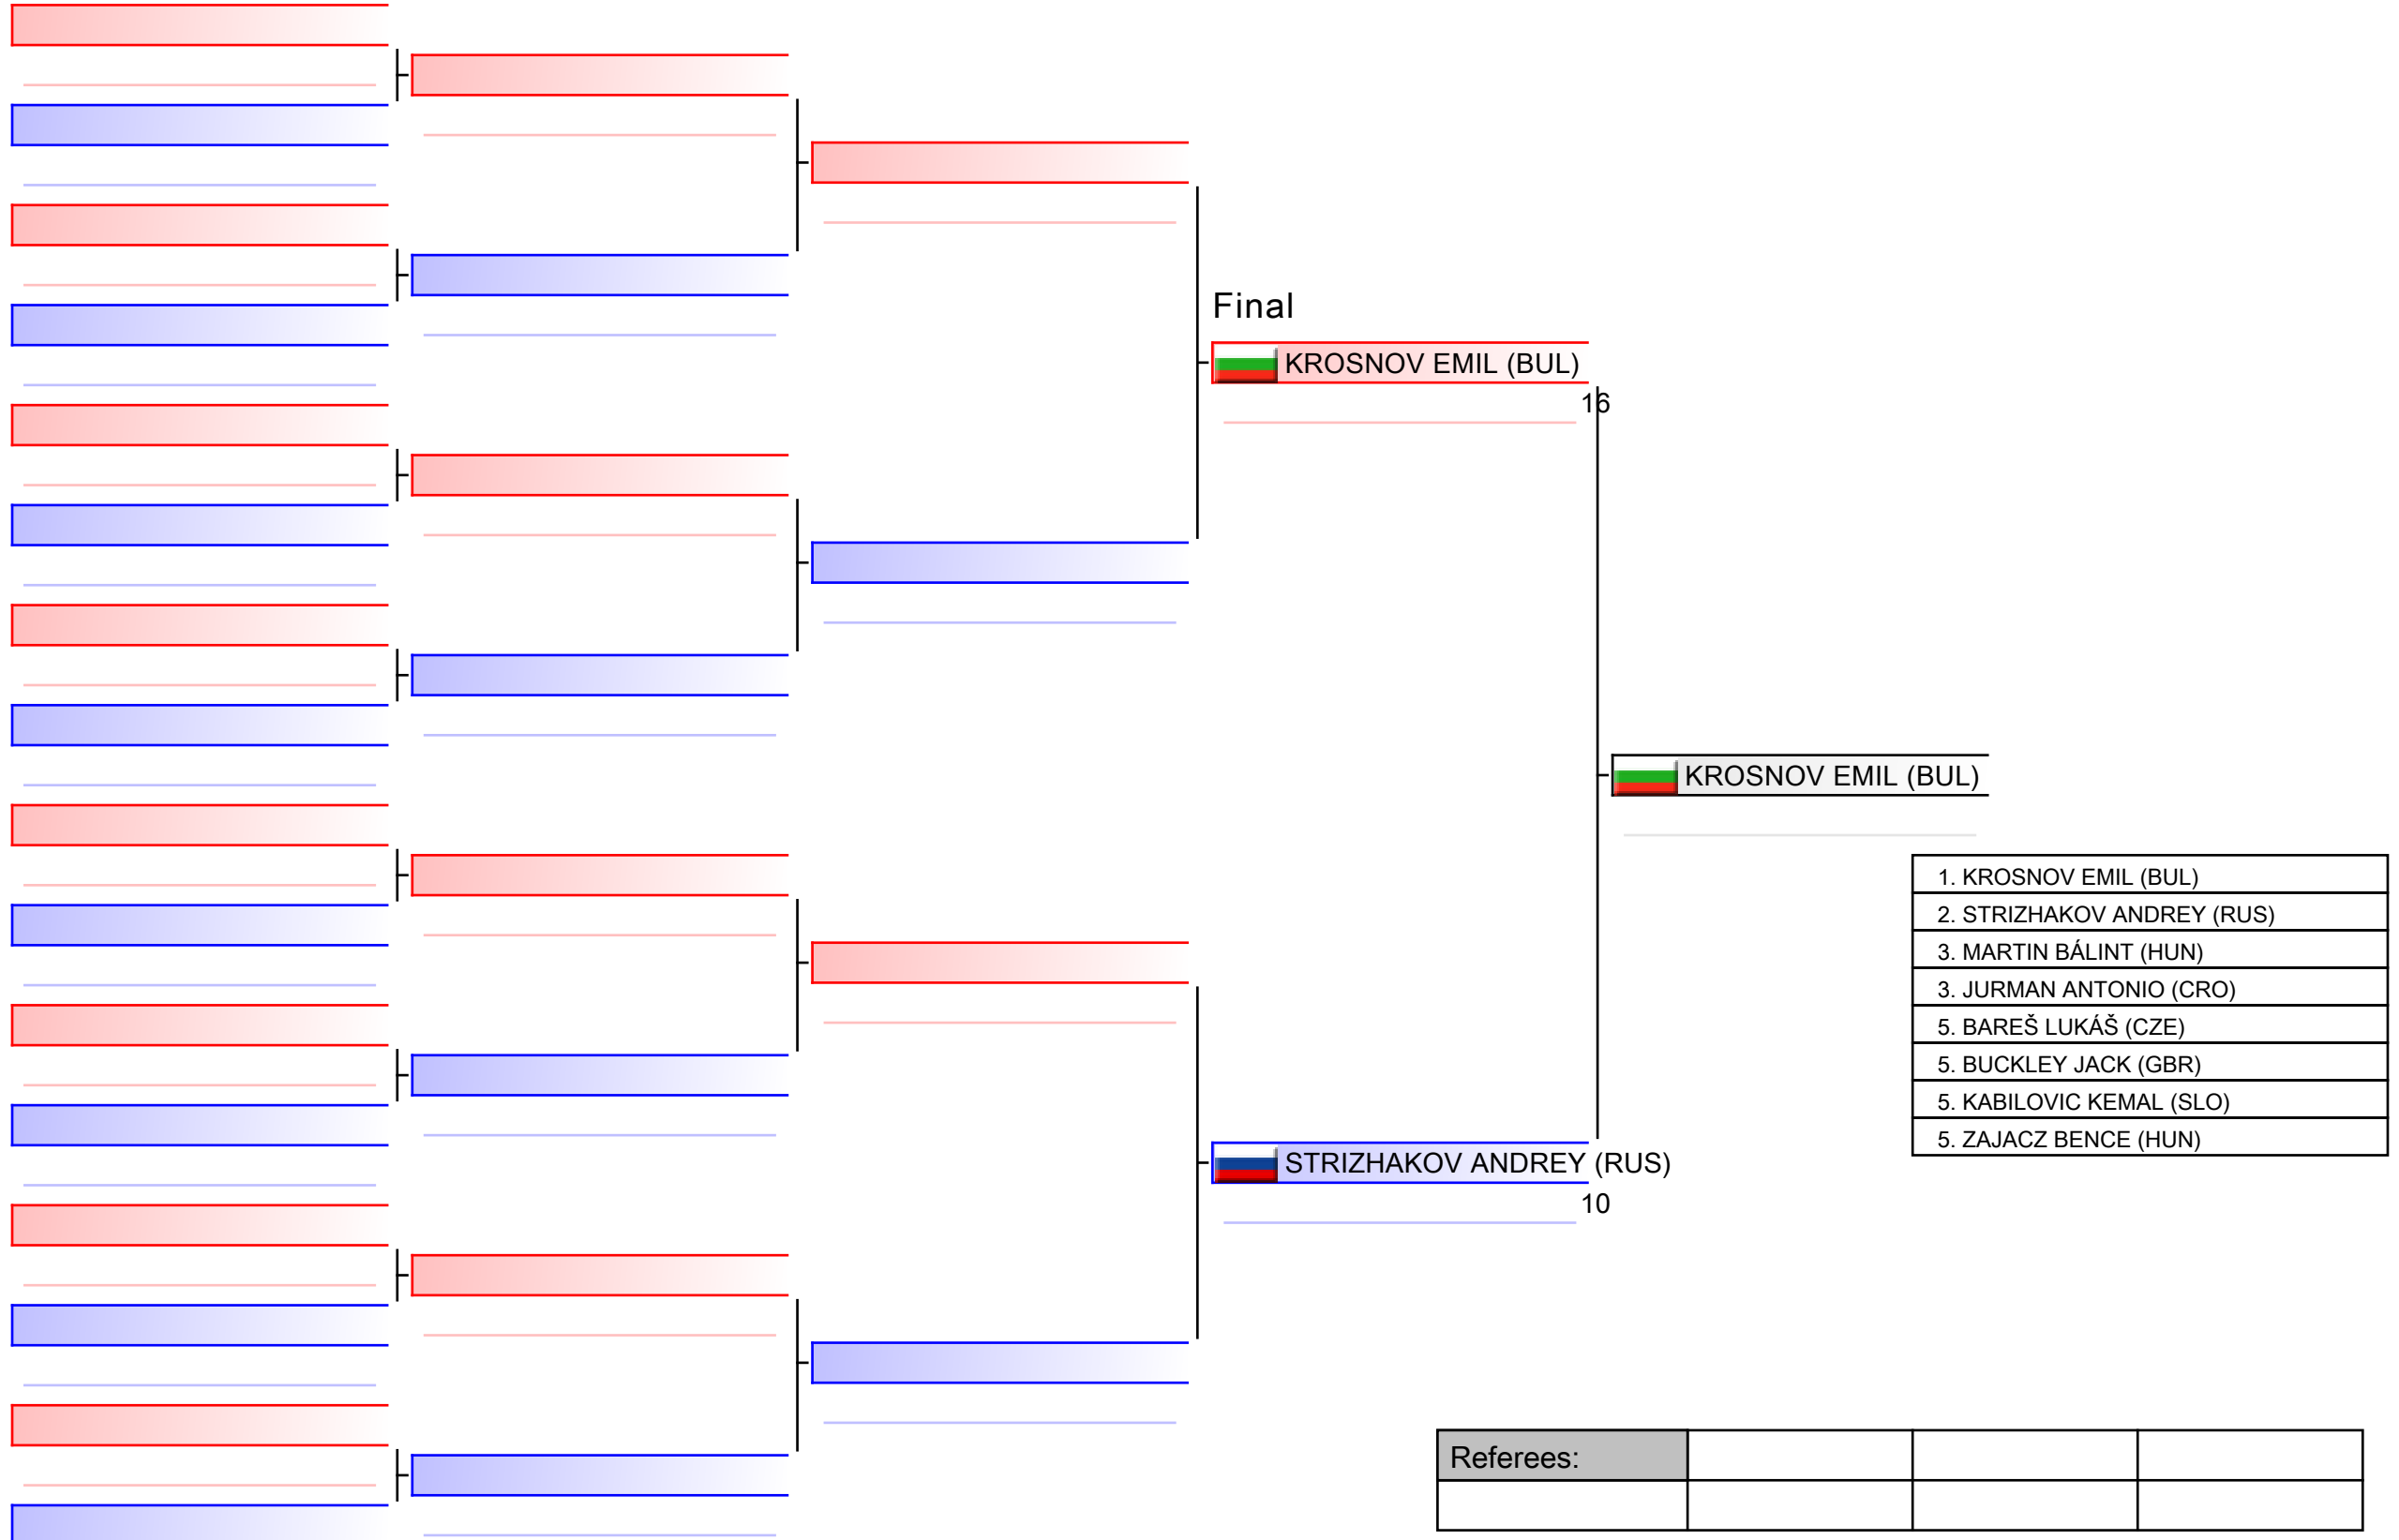 Final
KROSNOV EMIL (BUL)
16
KROSNOV EMIL (BUL)
1. KROSNOV EMIL (BUL)
2. STRIZHAKOV ANDREY (RUS)
3. MARTIN BÁLINT (HUN)
3. JURMAN ANTONIO (CRO)
5. BAREŠ LUKÁŠ (CZE)
5. BUCKLEY JACK (GBR)
5. KABILOVIC KEMAL (SLO)
5. ZAJACZ BENCE (HUN)
STRIZHAKOV ANDREY (RUS)
10
Referees: